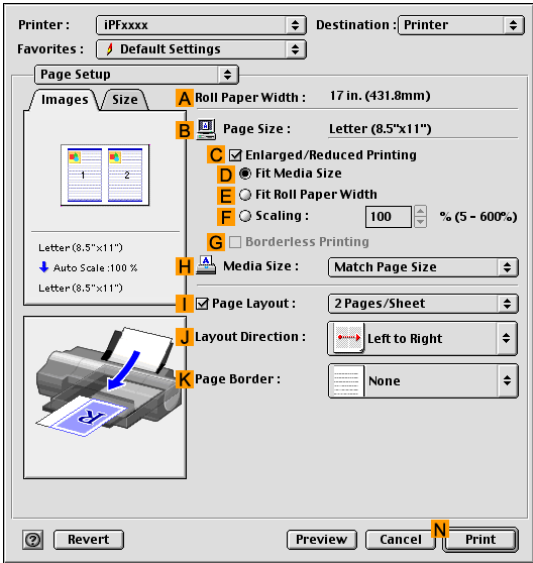 Printer : iPFxxxx Destination : Printer
Favorites : Default Settings
Page Setup
Images Size
A Roll Paper Width : 17 in. (431.8mm)
B Page Size : Letter (8.5"x11")
C Enlarged/Reduced Printing
D Fit Media Size
E Fit Roll Paper Width
F Scaling : 100 % (5 - 600%)
G Borderless Printing
H Media Size : Match Page Size
I Page Layout : 2 Pages/Sheet
J Layout Direction : Left to Right
K Page Border : None
1 2
Letter (8.5"x11")
Auto Scale :100 %
Letter (8.5"x11")
R
? Revert Preview Cancel N Print